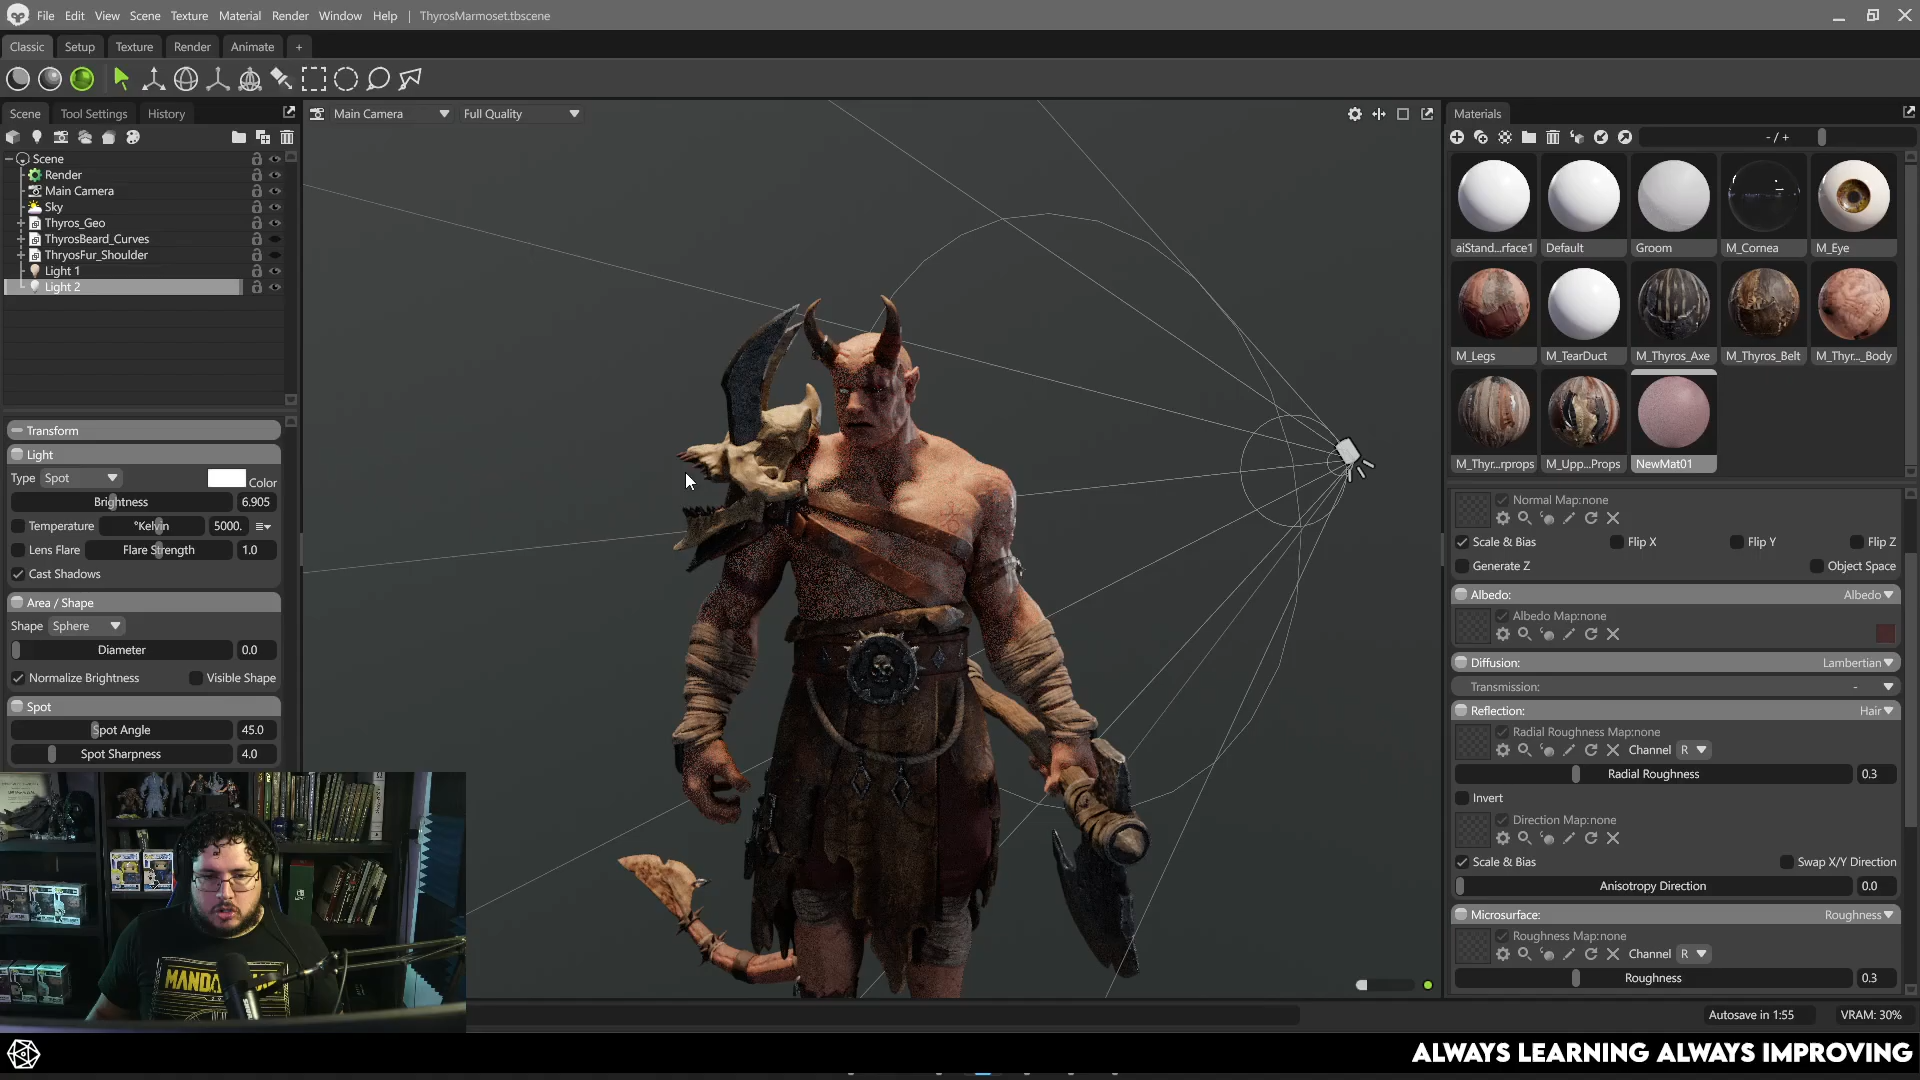 File Edit View Scene Texture Material Render Window Help | ThyrosMarmoset.tbscene
Classic Setup Texture Render Animate +
Scene Tool Settings History
Main Camera Full Quality
Materials
- / +
Scene
Render
Main Camera
Sky
Thyros_Geo
ThyrosBeard_Curves
ThryosFur_Shoulder
Light 1
Light 2
aiStand...rface1 Default Groom M_Cornea M_Eye
M_Legs M_TearDuct M_Thyros_Axe M_Thyros_Belt M_Thyr..._Body
M_Thyr...rprops M_Upp...Props NewMat01
Transform
Light
Type Spot Color
Brightness 6.905
Temperature °Kelvin 5000.
Lens Flare Flare Strength 1.0
Cast Shadows
Area / Shape
Shape Sphere
Diameter 0.0
Normalize Brightness Visible Shape
Spot
Spot Angle 45.0
Spot Sharpness 4.0
Normal Map:none
Scale & Bias Flip X Flip Y Flip Z
Generate Z Object Space
Albedo: Albedo
Albedo Map:none
Diffusion: Lambertian
Transmission: -
Reflection: Hair
Radial Roughness Map:none
Channel R
Radial Roughness 0.3
Invert
Direction Map:none
Scale & Bias Swap X/Y Direction
Anisotropy Direction 0.0
Microsurface: Roughness
Roughness Map:none
Channel R
Roughness 0.3
Autosave in 1:55 VRAM: 30%
ALWAYS LEARNING ALWAYS IMPROVING